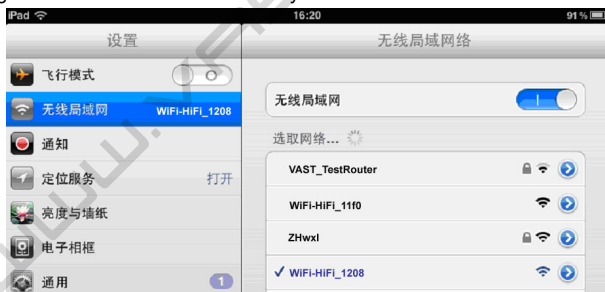 iPad 16:20 91%
设置
无线局域网
飞行模式
无线局域网 WiFi-HiFi_1208
通知
定位服务 打开
亮度与墙纸
电子相框
通用 1
无线局域网
选取网络...
VAST_TestRouter
WiFi-HiFi_11f0
ZHwxl
✓ WiFi-HiFi_1208